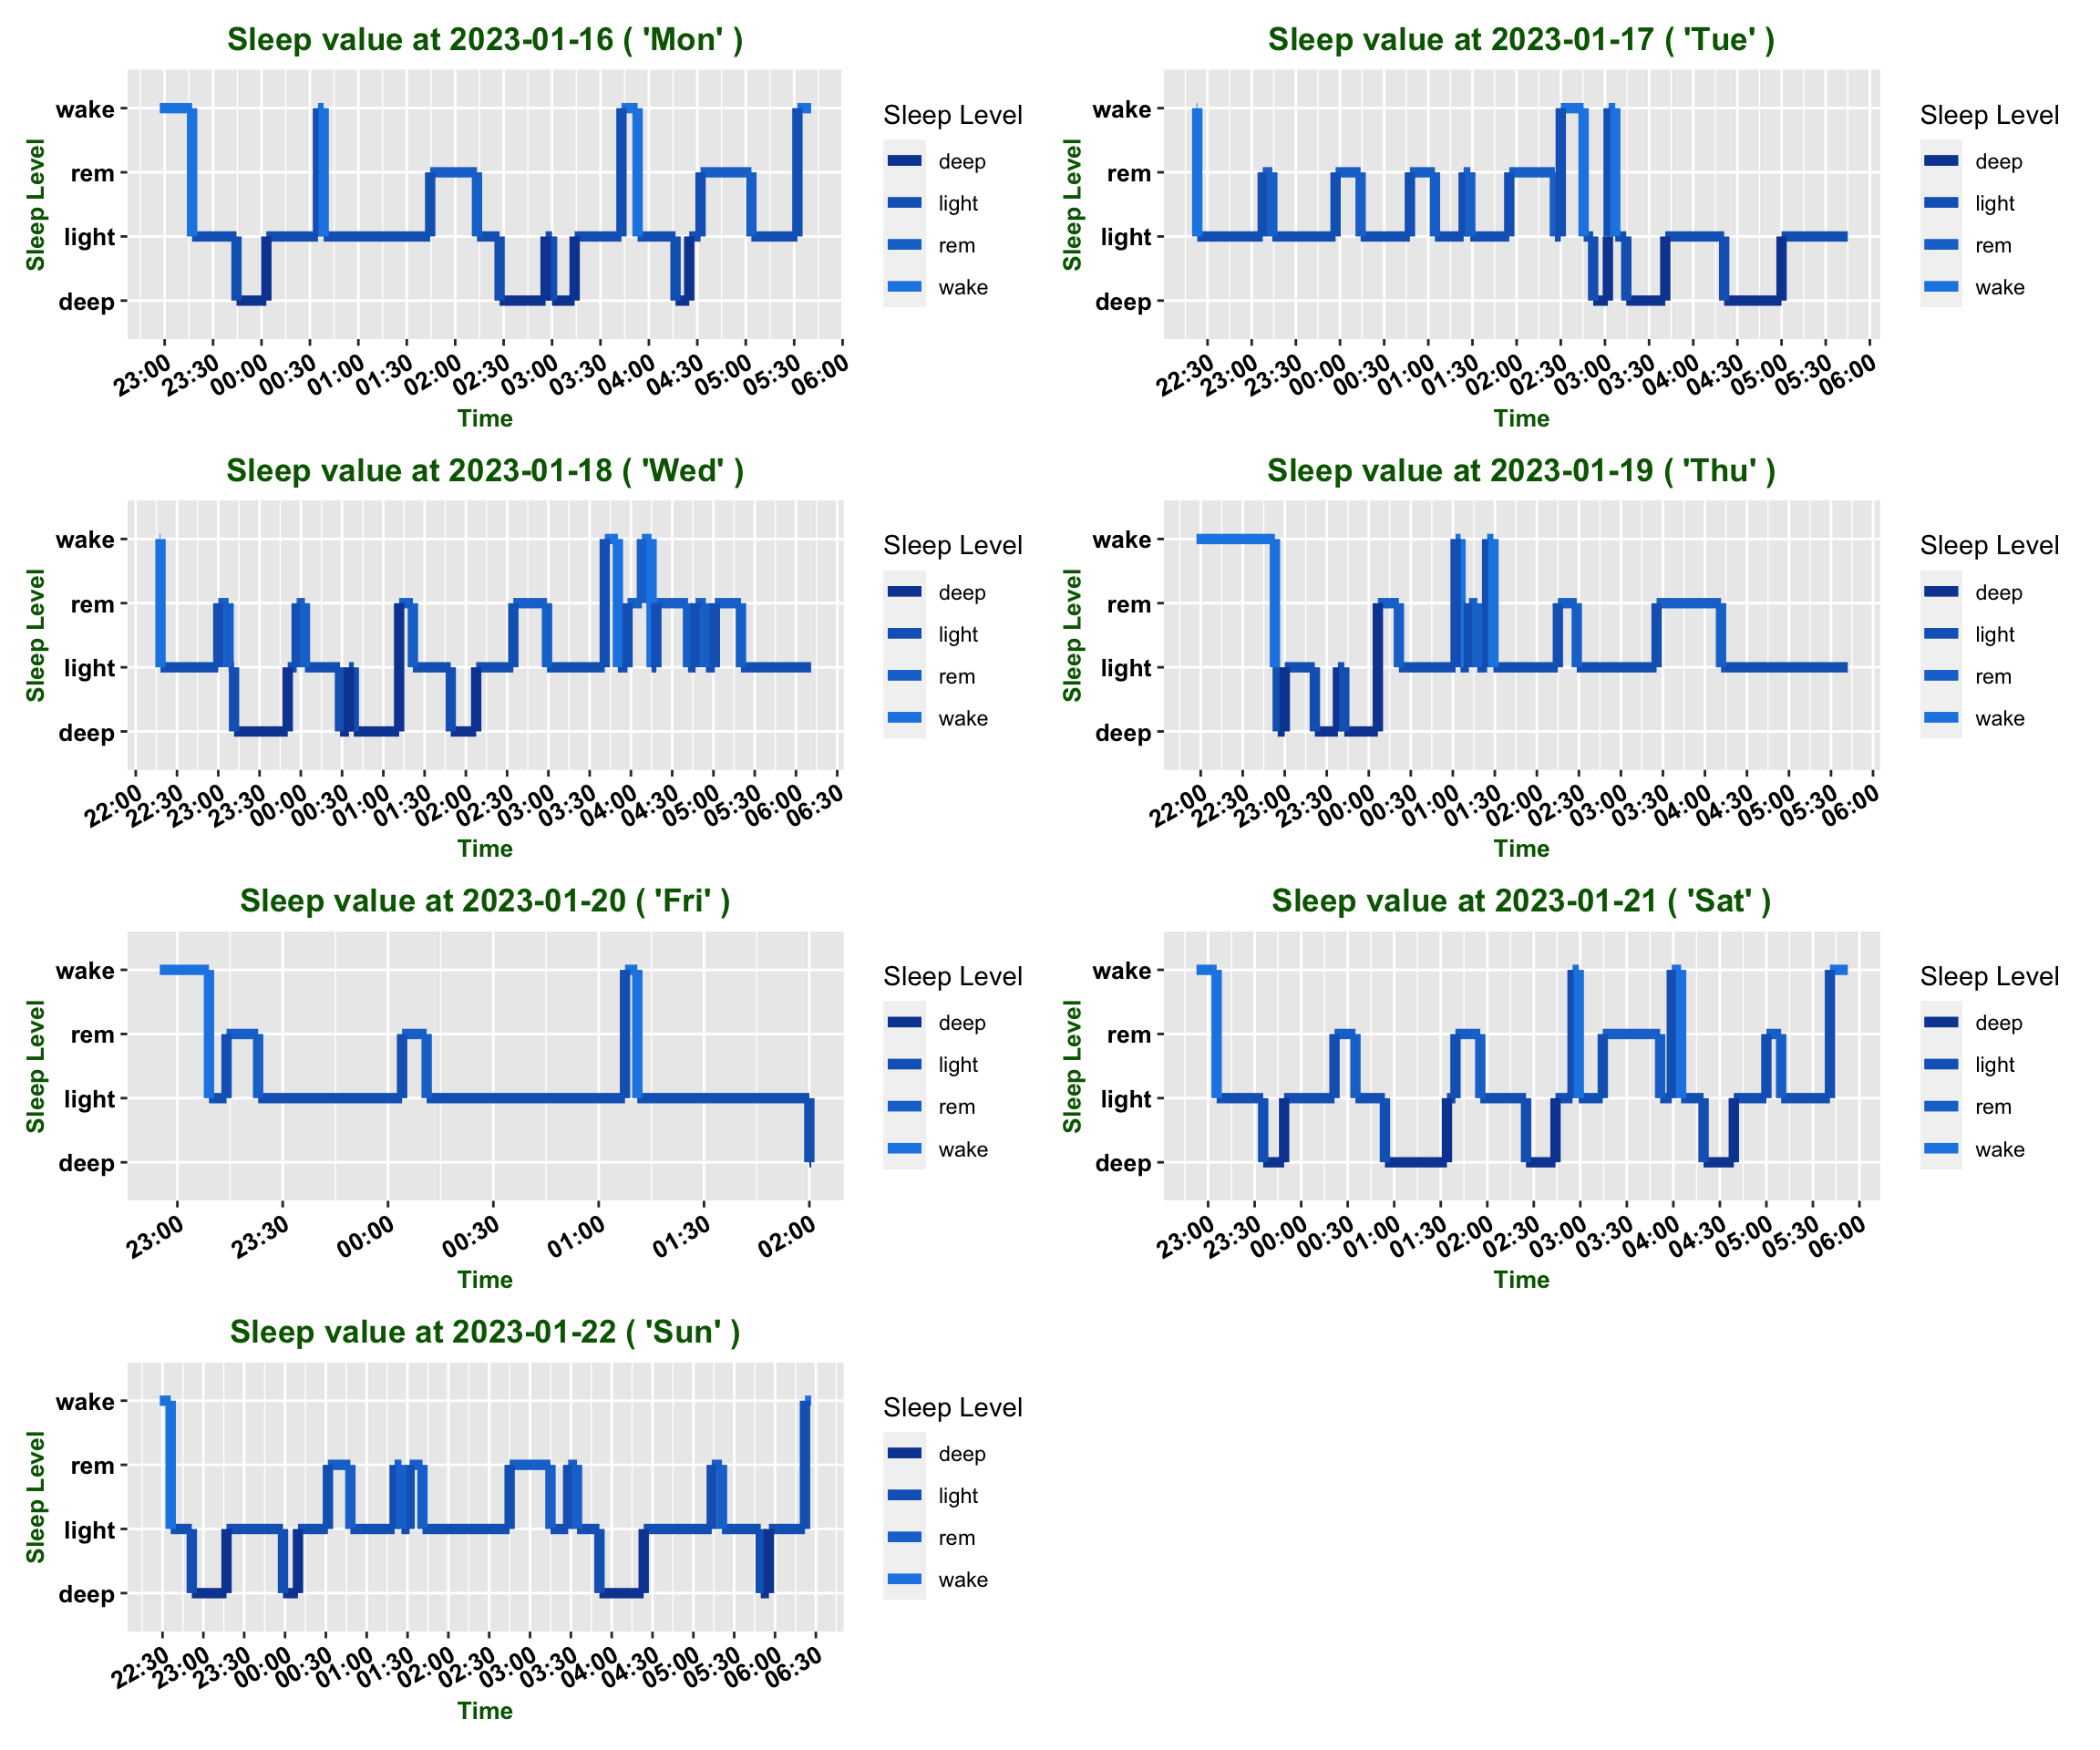 Sleep value at 2023-01-16 ( 'Mon' )
Sleep Level
wake
rem
light
deep
23:00 23:30 00:00 00:30 01:00 01:30 02:00 02:30 03:00 03:30 04:00 04:30 05:00 05:30 06:00
Time
Sleep Level
deep
light
rem
wake
Sleep value at 2023-01-17 ( 'Tue' )
Sleep Level
wake
rem
light
deep
22:30 23:00 23:30 00:00 00:30 01:00 01:30 02:00 02:30 03:00 03:30 04:00 04:30 05:00 05:30 06:00
Time
Sleep Level
deep
light
rem
wake
Sleep value at 2023-01-18 ( 'Wed' )
Sleep Level
wake
rem
light
deep
22:00 22:30 23:00 23:30 00:00 00:30 01:00 01:30 02:00 02:30 03:00 03:30 04:00 04:30 05:00 05:30 06:00 06:30
Time
Sleep Level
deep
light
rem
wake
Sleep value at 2023-01-19 ( 'Thu' )
Sleep Level
wake
rem
light
deep
22:00 22:30 23:00 23:30 00:00 00:30 01:00 01:30 02:00 02:30 03:00 03:30 04:00 04:30 05:00 05:30 06:00
Time
Sleep Level
deep
light
rem
wake
Sleep value at 2023-01-20 ( 'Fri' )
Sleep Level
wake
rem
light
deep
23:00 23:30 00:00 00:30 01:00 01:30 02:00
Time
Sleep Level
deep
light
rem
wake
Sleep value at 2023-01-21 ( 'Sat' )
Sleep Level
wake
rem
light
deep
23:00 23:30 00:00 00:30 01:00 01:30 02:00 02:30 03:00 03:30 04:00 04:30 05:00 05:30 06:00
Time
Sleep Level
deep
light
rem
wake
Sleep value at 2023-01-22 ( 'Sun' )
Sleep Level
wake
rem
light
deep
22:30 23:00 23:30 00:00 00:30 01:00 01:30 02:00 02:30 03:00 03:30 04:00 04:30 05:00 05:30 06:00 06:30
Time
Sleep Level
deep
light
rem
wake